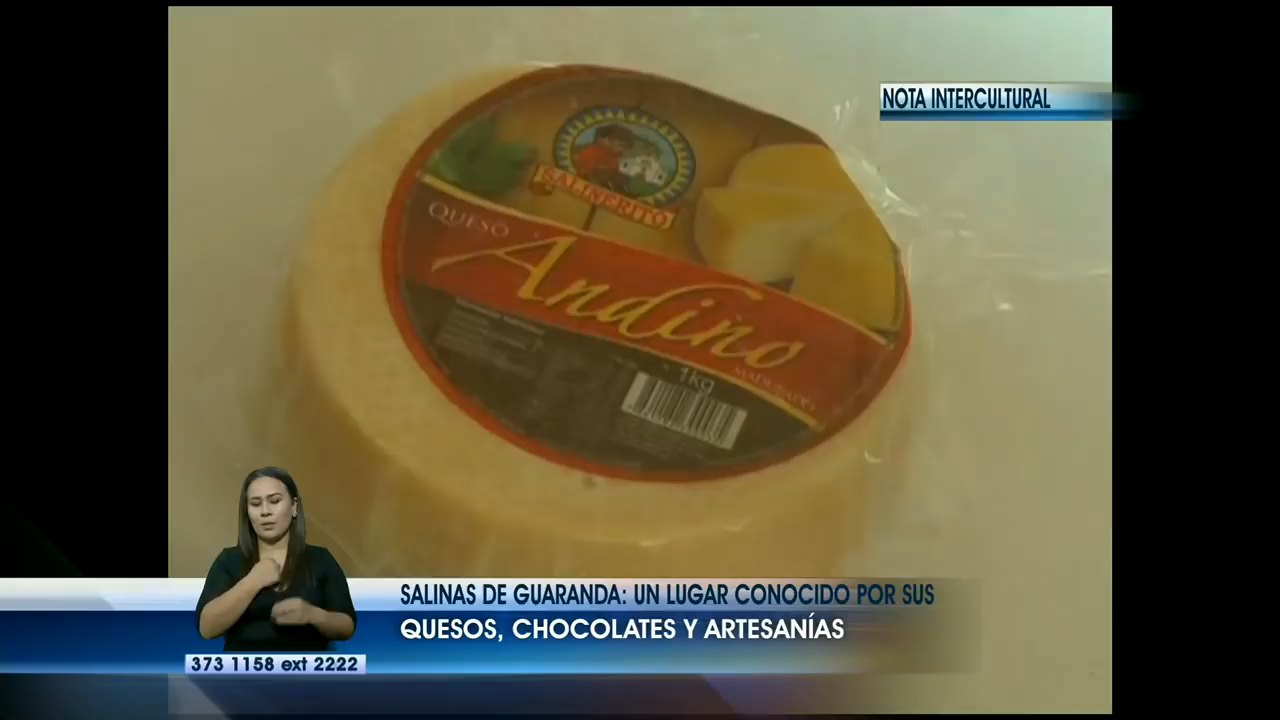 NOTA INTERCULTURAL
SALINERITO
QUESO
Andino
MADURADO
1kg
SALINAS DE GUARANDA: UN LUGAR CONOCIDO POR SUS
QUESOS, CHOCOLATES Y ARTESANÍAS
373 1158 ext 2222